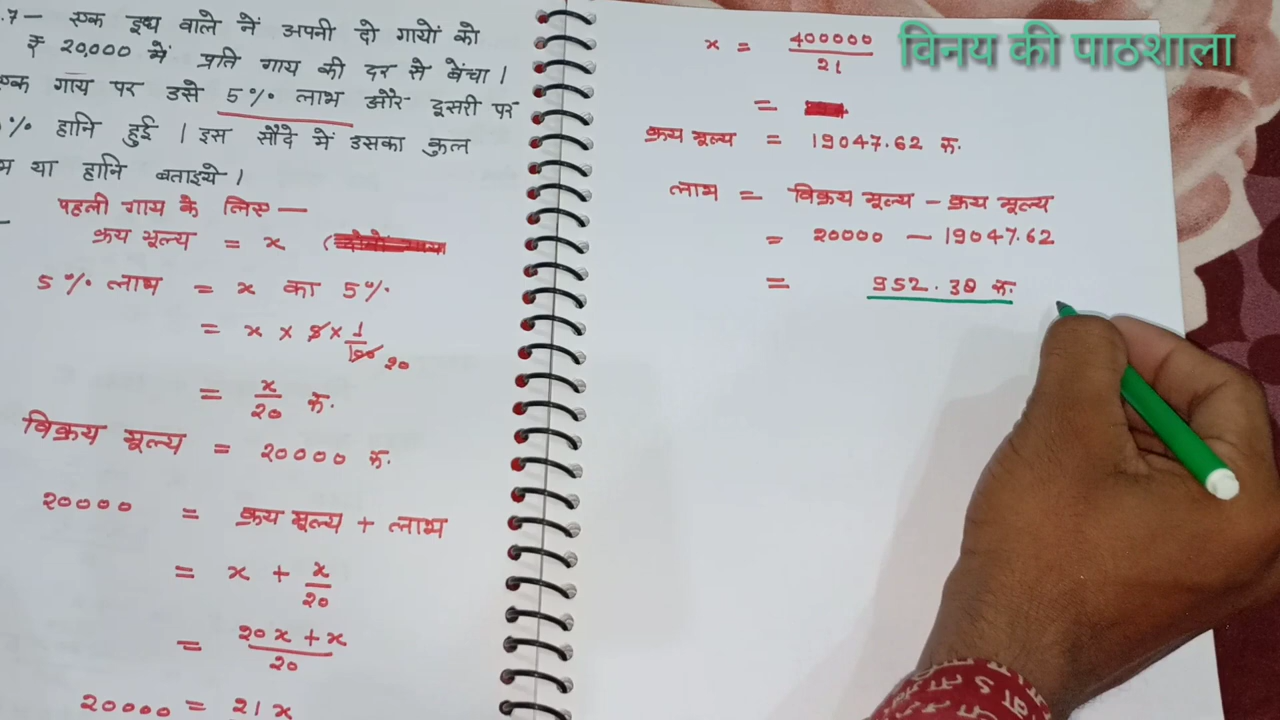 .7- एक दूध वाले नें अपनी दो गायों को
₹ 20,000 में प्रति गाय की दर से बेंचा।
एक गाय पर उसे 5% लाभ और दूसरी पर
% हानि हुई। इस सौदे में उसका कुल
या हानि बताइये।
पहली गाय के लिए —
क्रय मूल्य = x (
5% लाभ = x का 5%
= x × 5 × 1/100 20
= x/20 रु.
विक्रय मूल्य = 20000 रु.
20000 = क्रय मूल्य + लाभ
= x + x/20
= 20x + x/20
20000 = 21x
विनय की पाठशाला
x = 400000/21
=
क्रय मूल्य = 19047.62 रु.
लाभ = विक्रय मूल्य - क्रय मूल्य
= 20000 - 19047.62
= 952.38 रु.